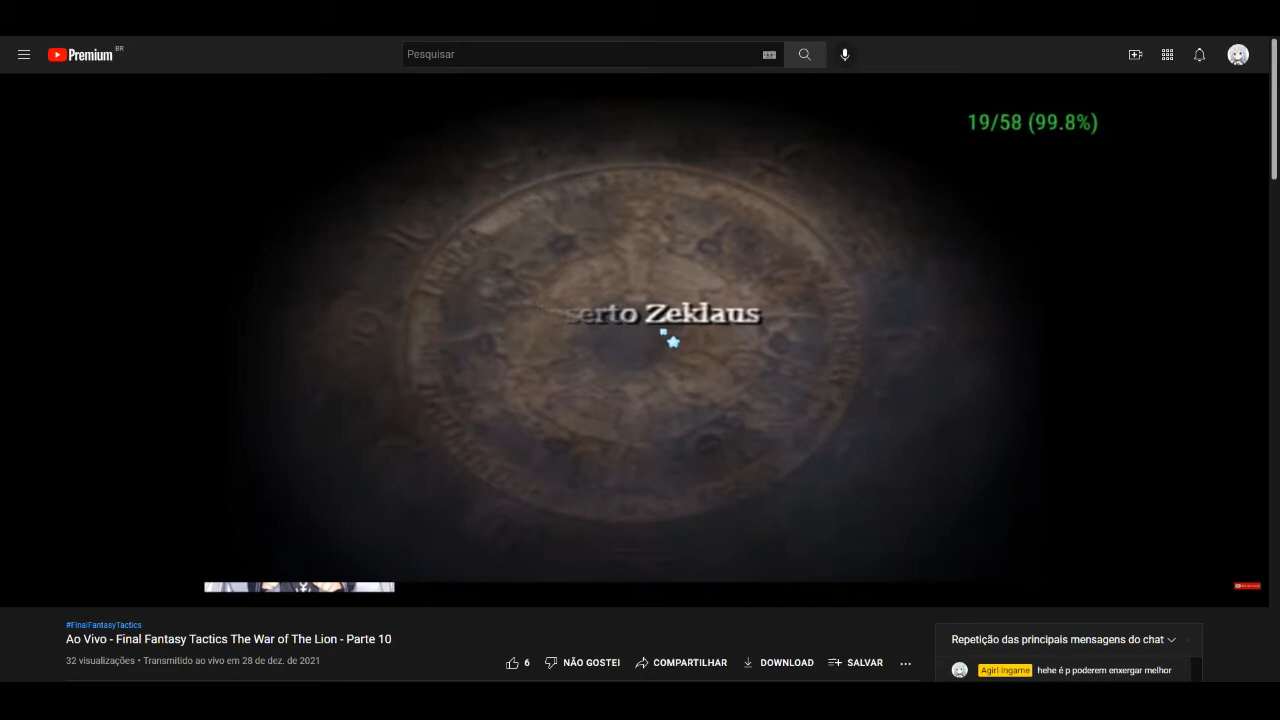 Premium BR
Pesquisar
19/58 (99.8%)
serto Zeklaus
#FinalFantasyTactics
Ao Vivo - Final Fantasy Tactics The War of The Lion - Parte 10
32 visualizações • Transmitido ao vivo em 28 de dez. de 2021
6 NÃO GOSTEI COMPARTILHAR DOWNLOAD SALVAR
Repetição das principais mensagens do chat
Agirl Ingame hehe é p poderem enxergar melhor